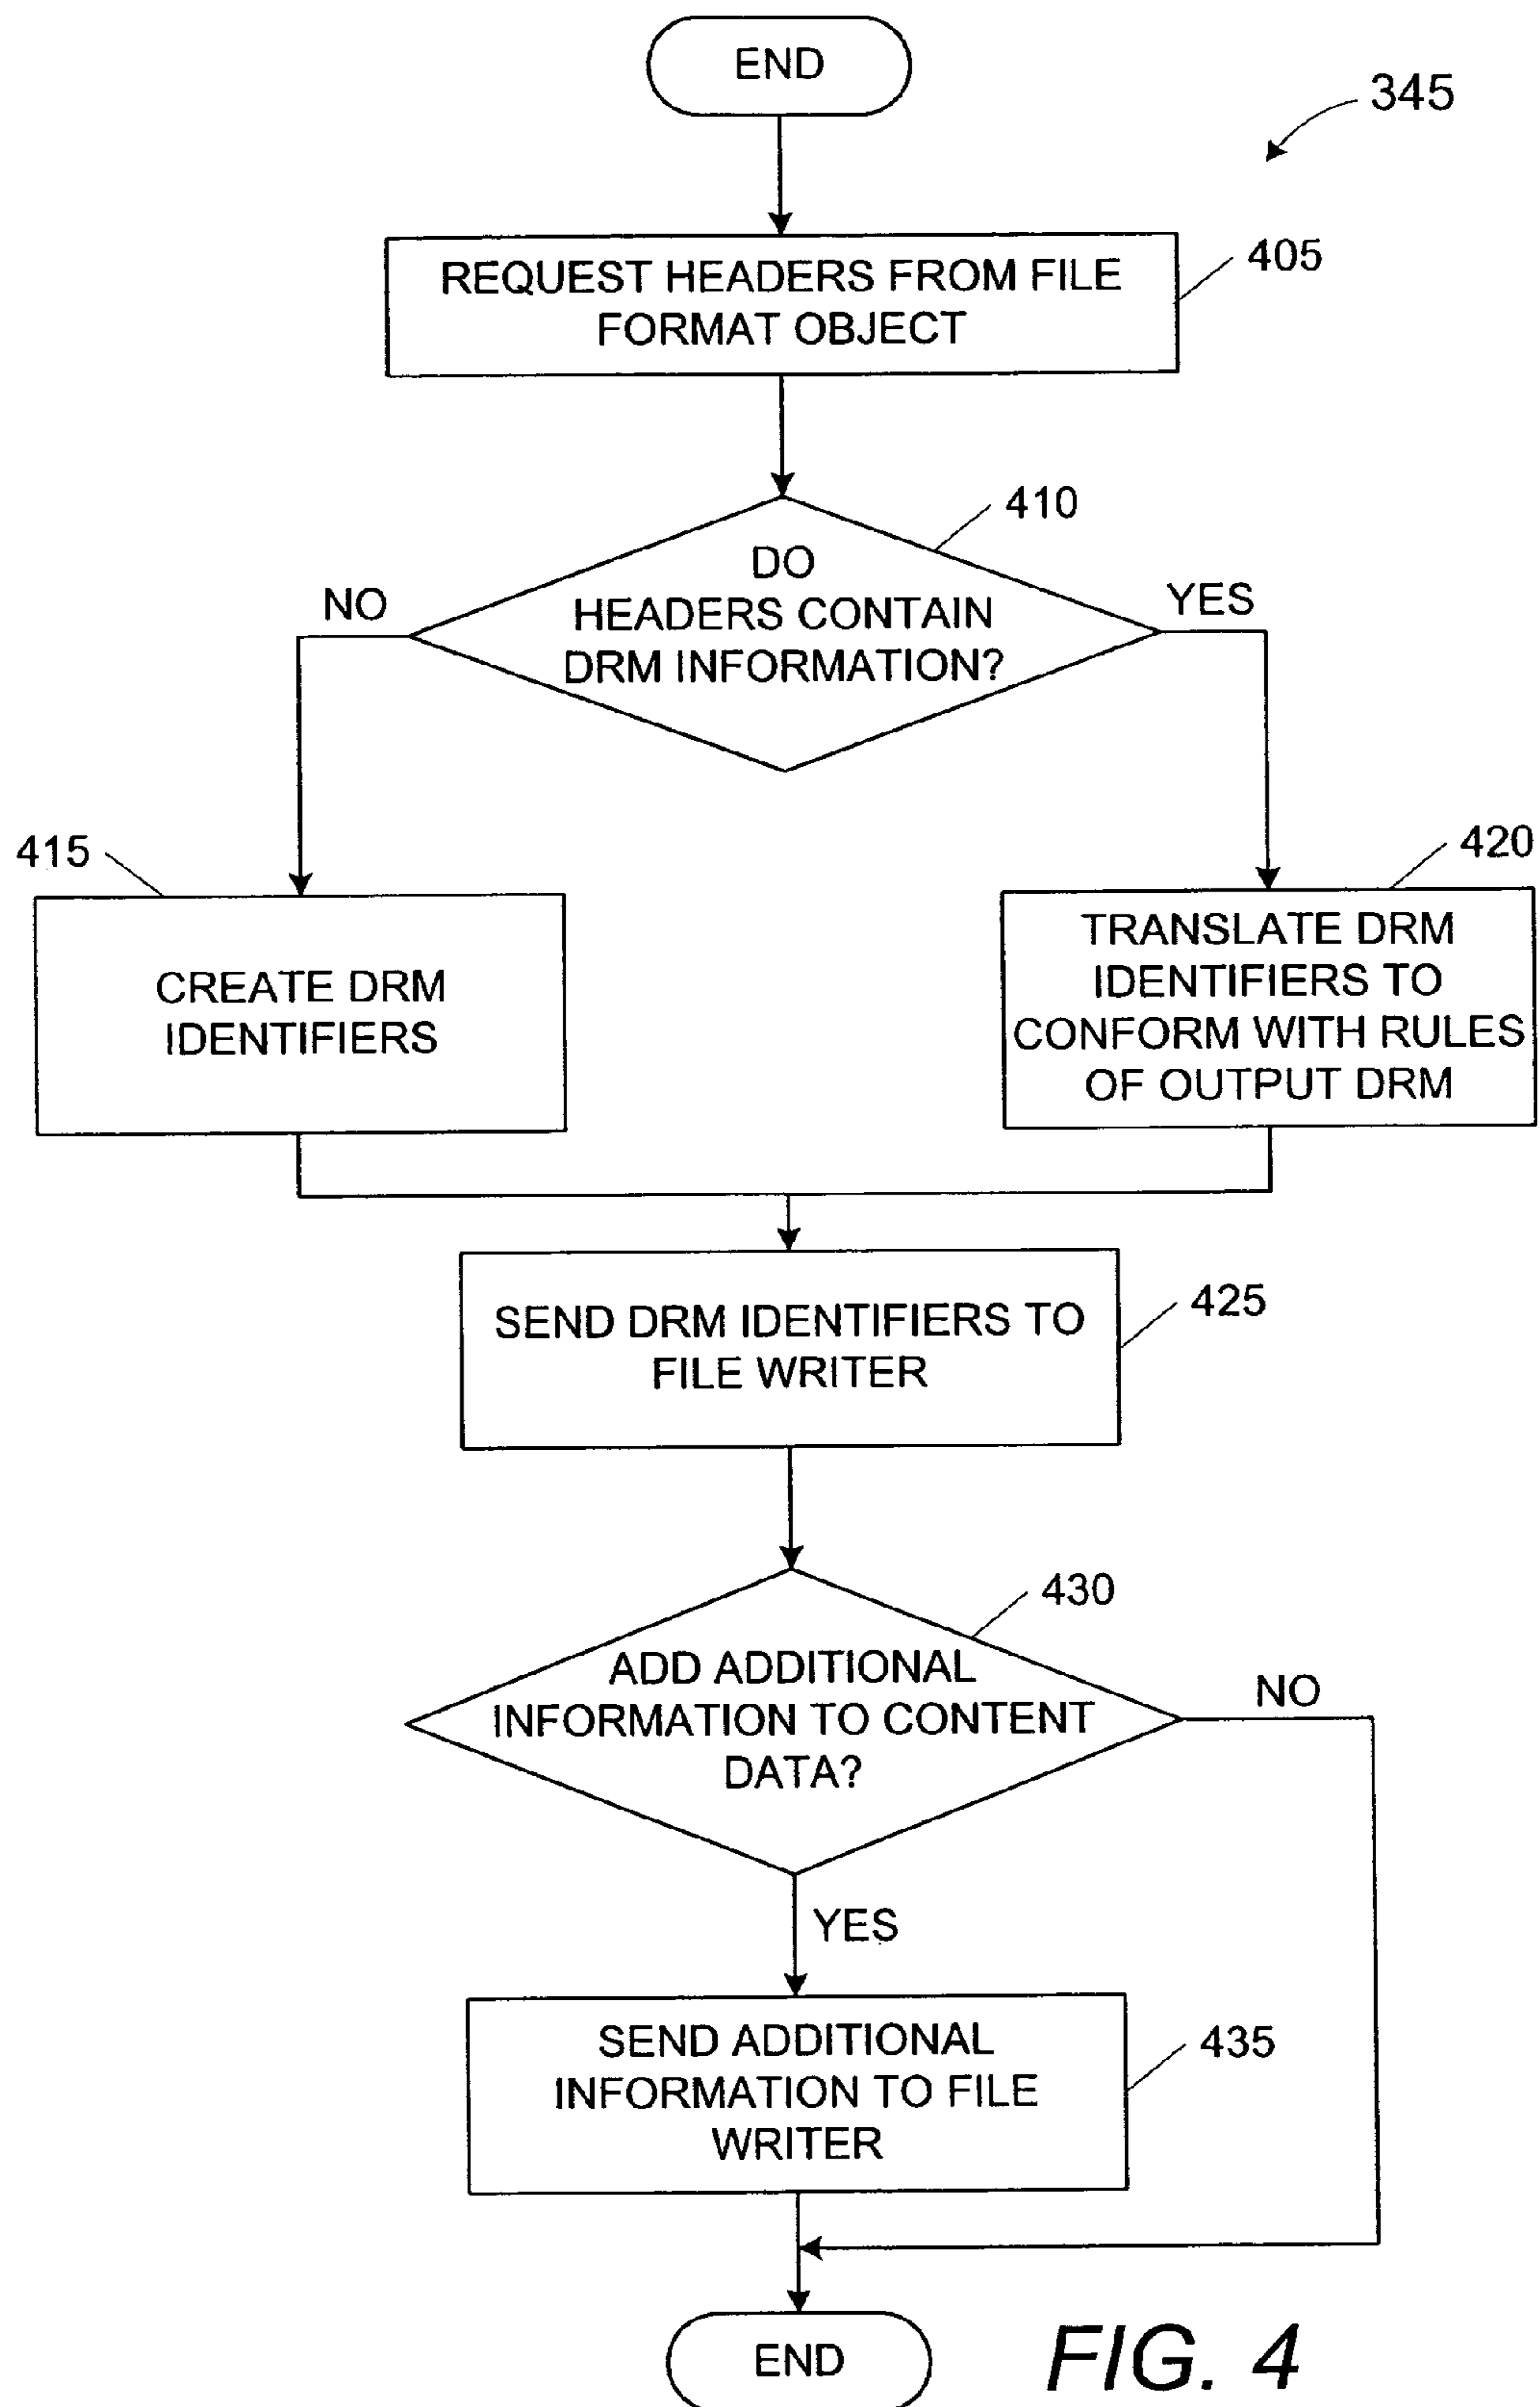 END
345
REQUEST HEADERS FROM FILE
FORMAT OBJECT
405
410
DO
HEADERS CONTAIN
DRM INFORMATION?
NO
YES
415
420
CREATE DRM
IDENTIFIERS
TRANSLATE DRM
IDENTIFIERS TO
CONFORM WITH RULES
OF OUTPUT DRM
SEND DRM IDENTIFIERS TO
FILE WRITER
425
430
ADD ADDITIONAL
INFORMATION TO CONTENT
DATA?
NO
YES
SEND ADDITIONAL
INFORMATION TO FILE
WRITER
435
END
FIG. 4